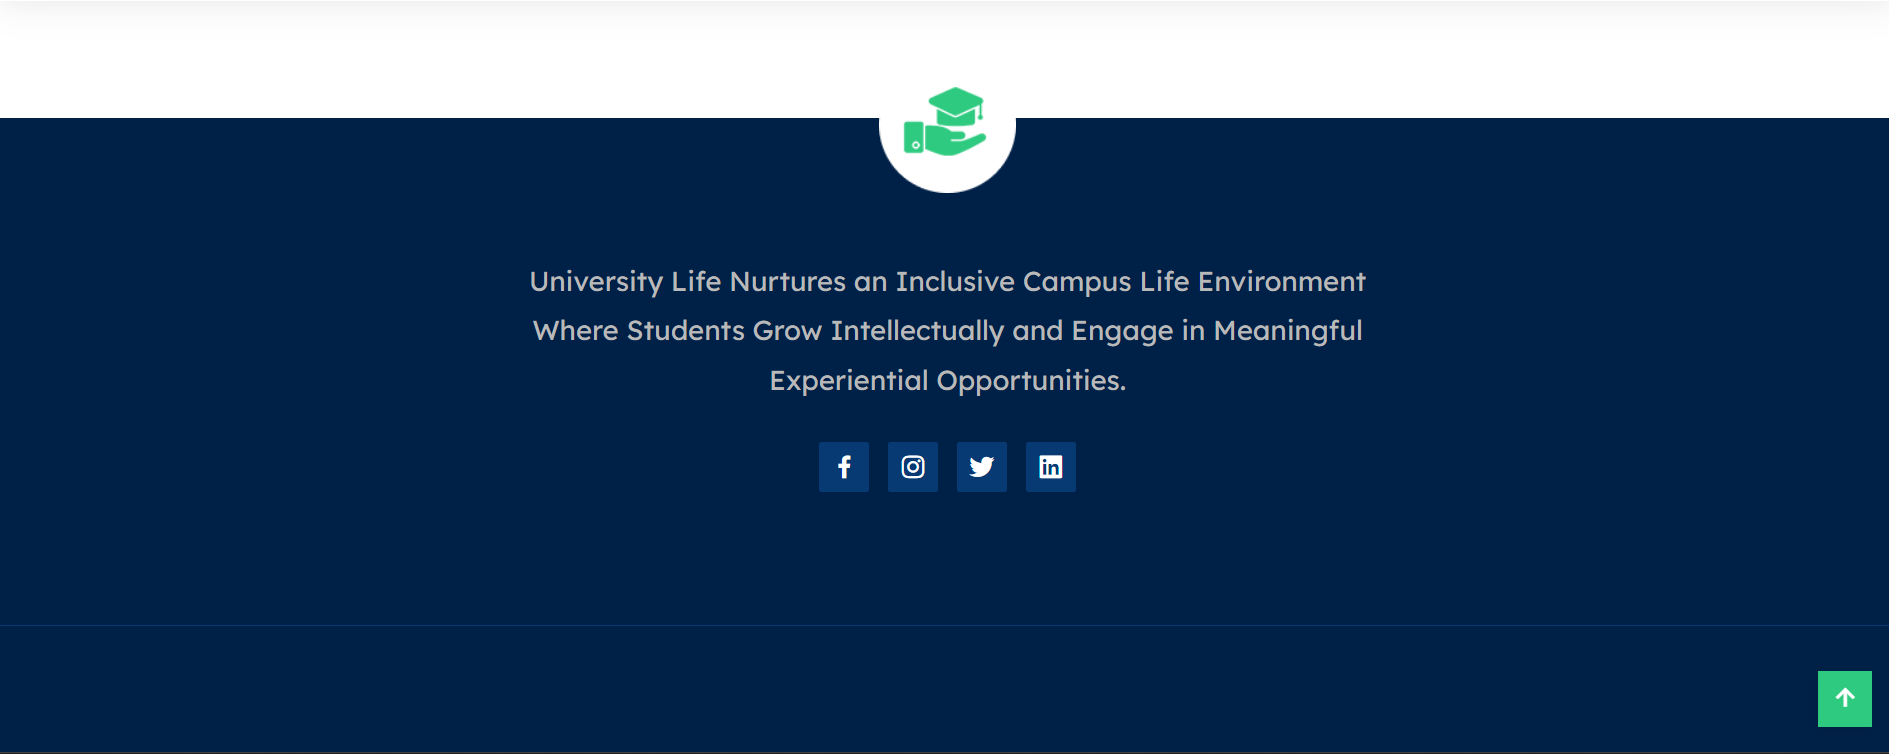 University Life Nurtures an Inclusive Campus Life Environment
Where Students Grow Intellectually and Engage in Meaningful
Experiential Opportunities.